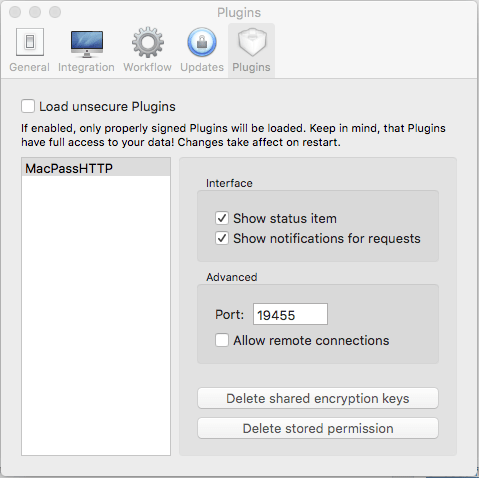 Plugins
General Integration Workflow Updates Plugins
Load unsecure Plugins
If enabled, only properly signed Plugins will be loaded. Keep in mind, that Plugins
have full access to your data! Changes take affect on restart.
MacPassHTTP
Interface
Show status item
Show notifications for requests
Advanced
Port: 19455
Allow remote connections
Delete shared encryption keys
Delete stored permission